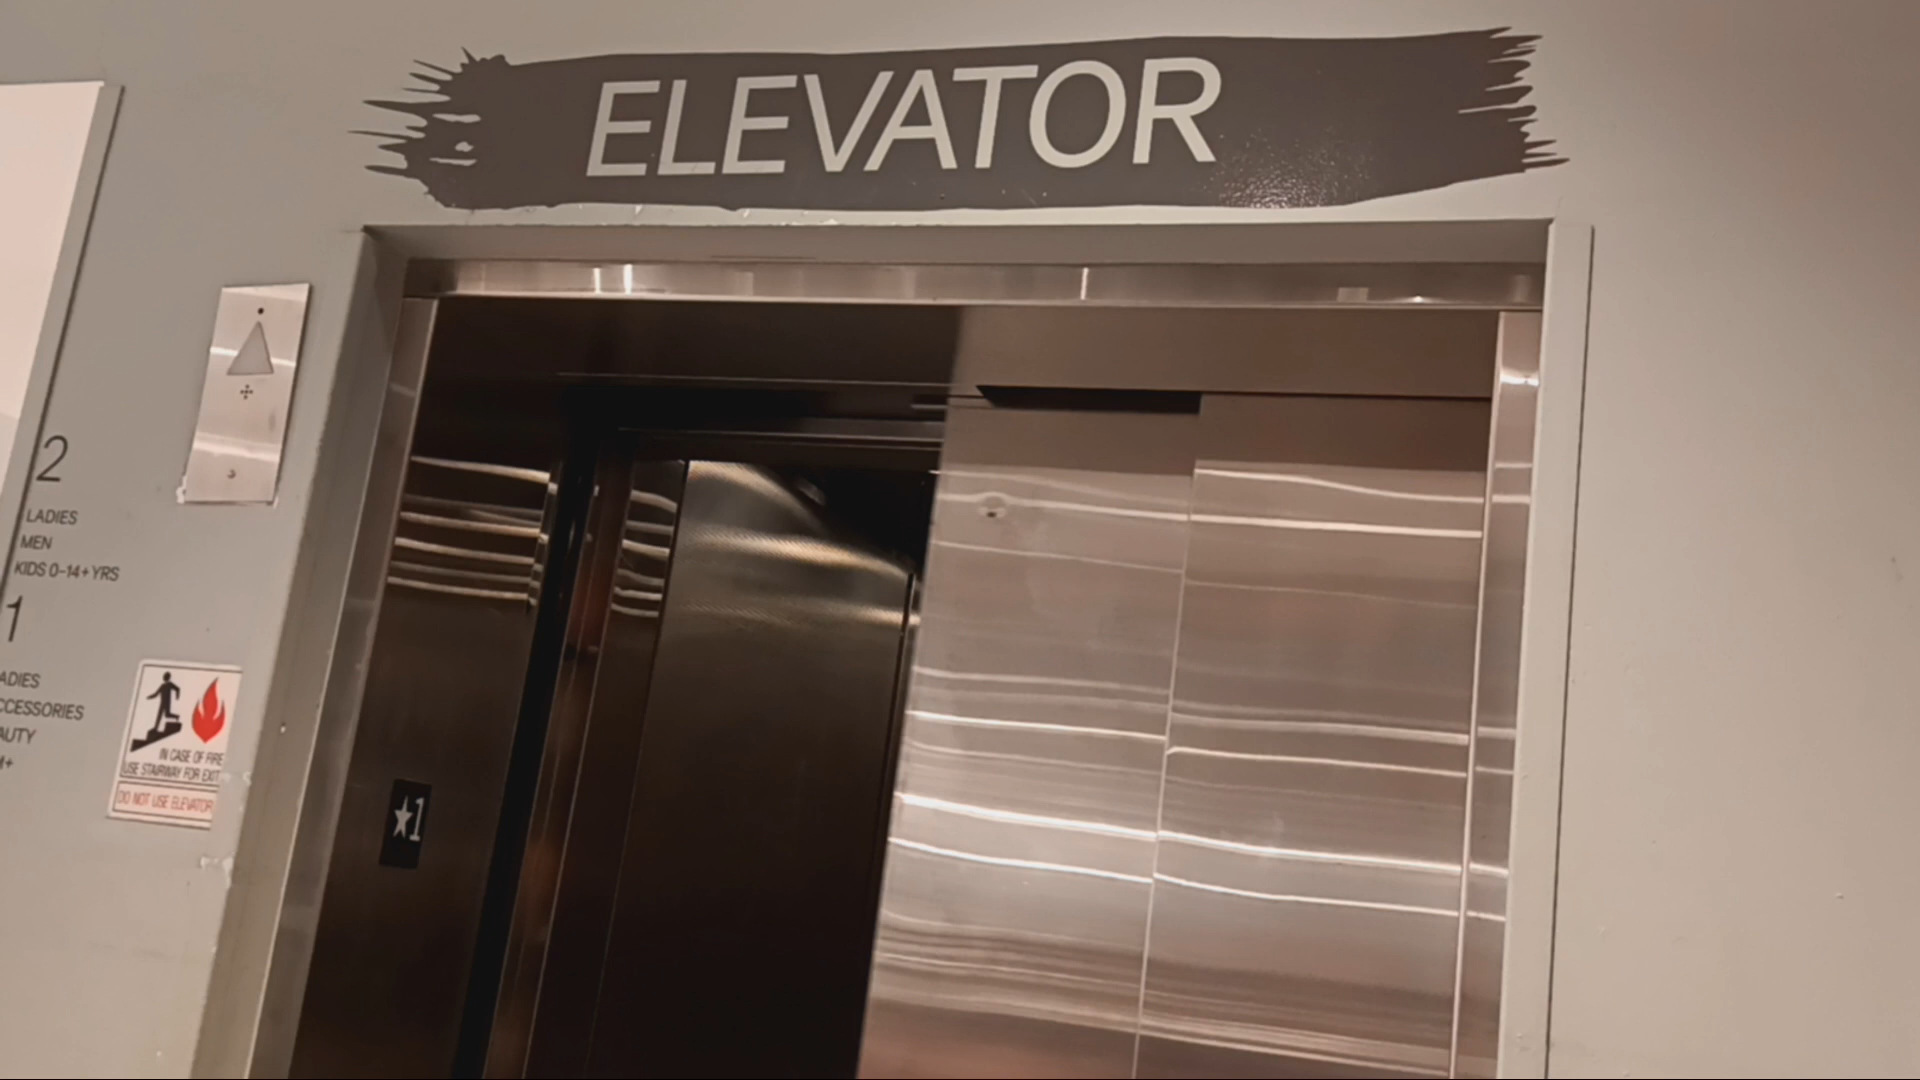 ELEVATOR
2
LADIES
MEN
KIDS 0-14+ YRS
1
ADIES
CCESSORIES
AUTY
+
IN CASE OF FIRE
USE STAIRWAY FOR EXIT
DO NOT USE ELEVATOR
★1